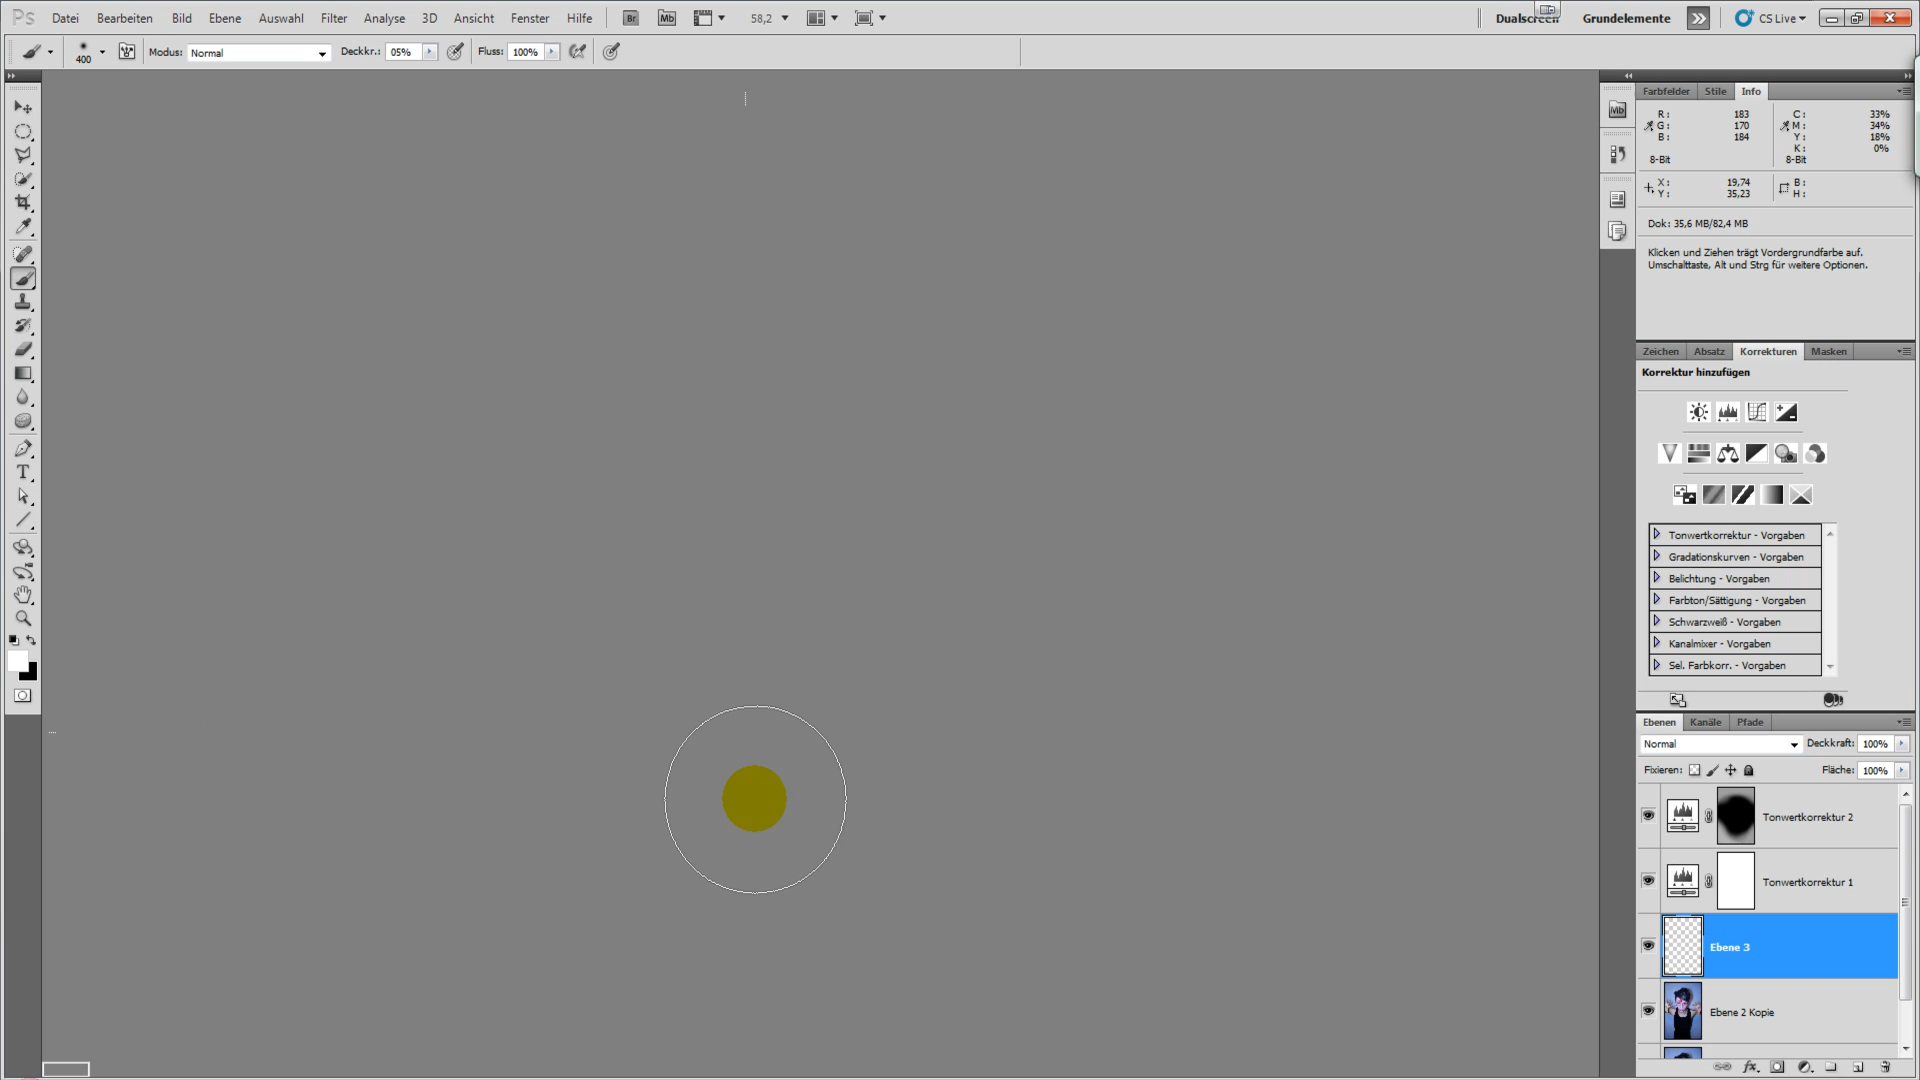 Ps Datei Bearbeiten Bild Ebene Auswahl Filter Analyse 3D Ansicht Fenster Hilfe Br Mb 58,2 Dualscreen Grundelemente CS Live
400 Modus: Normal Deckkr.: 05% Fluss: 100%
Farbfelder Stile Info
Mb
R: 183 C: 33%
G: 170 M: 34%
B: 184 Y: 18%
K: 0%
8-Bit 8-Bit
X: 19,74 B:
Y: 35,23 H:
Dok: 35,6 MB/82,4 MB
Klicken und Ziehen trägt Vordergrundfarbe auf.
Umschalttaste, Alt und Strg für weitere Optionen.
Zeichen Absatz Korrekturen Masken
Korrektur hinzufügen
Tonwertkorrektur - Vorgaben
Gradationskurven - Vorgaben
Belichtung - Vorgaben
Farbton/Sättigung - Vorgaben
Schwarzweiß - Vorgaben
Kanalmixer - Vorgaben
Sel. Farbkorr. - Vorgaben
Ebenen Kanäle Pfade
Normal Deckkraft: 100%
Fixieren: Fläche: 100%
Tonwertkorrektur 2
Tonwertkorrektur 1
Ebene 3
Ebene 2 Kopie